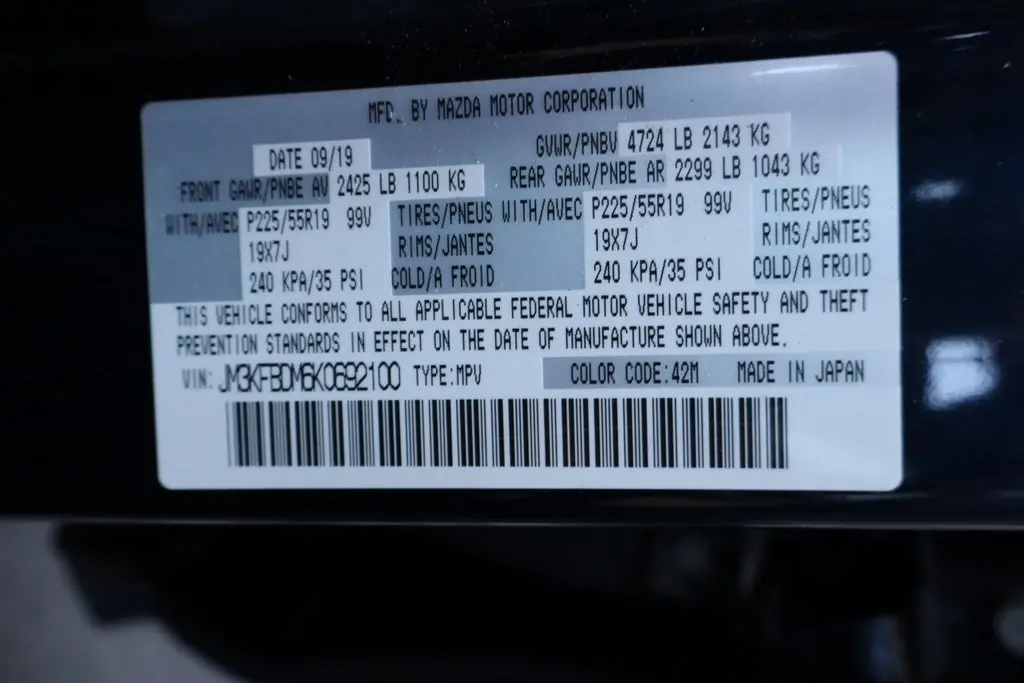 MFD. BY MAZDA MOTOR CORPORATION
DATE 09/19 GVWR/PNBV 4724 LB 2143 KG
FRONT GAWR/PNBE AV 2425 LB 1100 KG REAR GAWR/PNBE AR 2299 LB 1043 KG
WITH/AVEC P225/55R19 99V TIRES/PNEUS WITH/AVEC P225/55R19 99V TIRES/PNEUS
19X7J RIMS/JANTES 19X7J RIMS/JANTES
240 KPA/35 PSI COLD/A FROID 240 KPA/35 PSI COLD/A FROID
THIS VEHICLE CONFORMS TO ALL APPLICABLE FEDERAL MOTOR VEHICLE SAFETY AND THEFT
PREVENTION STANDARDS IN EFFECT ON THE DATE OF MANUFACTURE SHOWN ABOVE.
VIN: JM3KFBDM6K0692100 TYPE:MPV COLOR CODE:42M MADE IN JAPAN